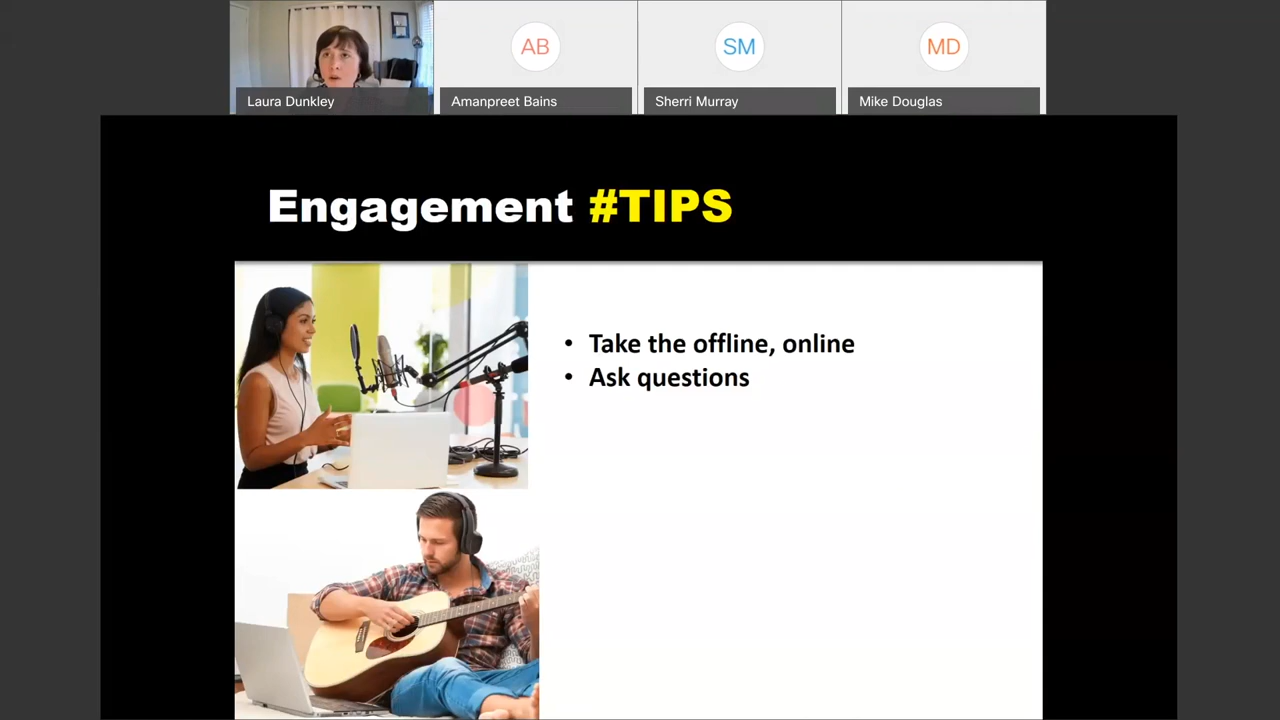 AB
SM
MD
Laura Dunkley
Amanpreet Bains
Sherri Murray
Mike Douglas
Engagement #TIPS
• Take the offline, online
• Ask questions